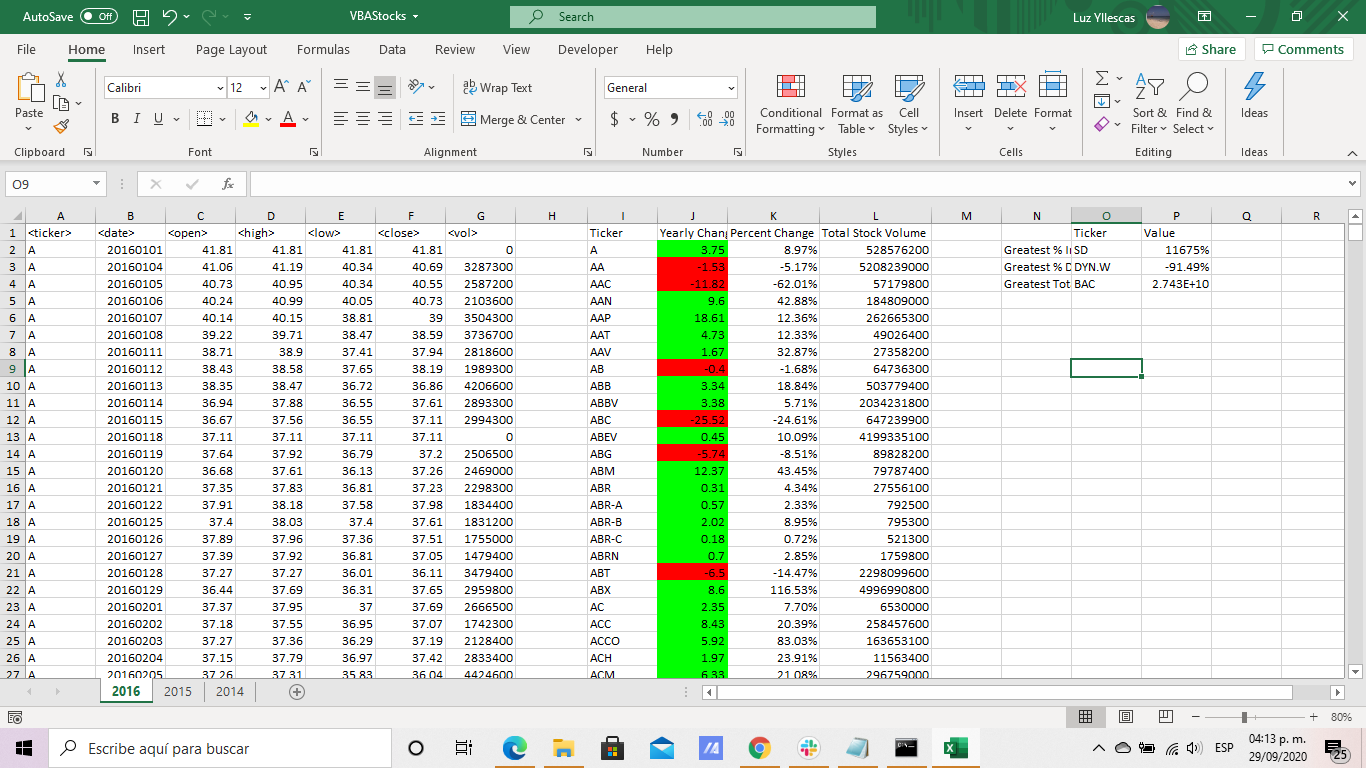 AutoSave Off VBAStocks Search Luz Yllescas
File Home Insert Page Layout Formulas Data Review View Developer Help Share Comments
Calibri 12 Wrap Text General
Paste Merge & Center Conditional Formatting Format as Table Cell Styles Insert Delete Format Sort & Filter Find & Select Ideas
Clipboard Font Alignment Number Styles Cells Editing Ideas
O9 fx
A B C D E F G H I J K L M N O P Q R
1 <ticker> <date> <open> <high> <low> <close> <vol> Ticker Yearly Chang Percent Change Total Stock Volume Ticker Value
2 A 20160101 41.81 41.81 41.81 41.81 0 A 3.75 8.97% 528576200 Greatest % I SD 11675%
3 A 20160104 41.06 41.19 40.34 40.69 3287300 AA -1.53 -5.17% 5208239000 Greatest % D DYN.W -91.49%
4 A 20160105 40.73 40.95 40.34 40.55 2587200 AAC -11.82 -62.01% 57179800 Greatest Tot BAC 2.743E+10
5 A 20160106 40.24 40.99 40.05 40.73 2103600 AAN 9.6 42.88% 184809000
6 A 20160107 40.14 40.15 38.81 39 3504300 AAP 18.61 12.36% 262665300
7 A 20160108 39.22 39.71 38.47 38.59 3736700 AAT 4.73 12.33% 49026400
8 A 20160111 38.71 38.9 37.41 37.94 2818600 AAV 1.67 32.87% 27358200
9 A 20160112 38.43 38.58 37.65 38.19 1989300 AB -0.4 -1.68% 64736300
10 A 20160113 38.35 38.47 36.72 36.86 4206600 ABB 3.34 18.84% 503779400
11 A 20160114 36.94 37.88 36.55 37.61 2893300 ABBV 3.38 5.71% 2034231800
12 A 20160115 36.67 37.56 36.55 37.11 2994300 ABC -25.52 -24.61% 647239900
13 A 20160118 37.11 37.11 37.11 37.11 0 ABEV 0.45 10.09% 4199335100
14 A 20160119 37.64 37.92 36.79 37.2 2506500 ABG -5.74 -8.51% 89828200
15 A 20160120 36.68 37.61 36.13 37.26 2469000 ABM 12.37 43.45% 79787400
16 A 20160121 37.35 37.83 36.81 37.23 2298300 ABR 0.31 4.34% 27556100
17 A 20160122 37.91 38.18 37.58 37.98 1834400 ABR-A 0.57 2.33% 792500
18 A 20160125 37.4 38.03 37.4 37.61 1831200 ABR-B 2.02 8.95% 795300
19 A 20160126 37.89 37.96 37.36 37.51 1755000 ABR-C 0.18 0.72% 521300
20 A 20160127 37.39 37.92 36.81 37.05 1479400 ABRN 0.7 2.85% 1759800
21 A 20160128 37.27 37.27 36.01 36.11 3479400 ABT -6.5 -14.47% 2298099600
22 A 20160129 36.44 37.69 36.31 37.65 2959800 ABX 8.6 116.53% 4996990800
23 A 20160201 37.37 37.95 37 37.69 2666500 AC 2.35 7.70% 6530000
24 A 20160202 37.18 37.55 36.95 37.07 1742300 ACC 8.43 20.39% 258457600
25 A 20160203 37.27 37.36 36.29 37.19 2128400 ACCO 5.92 83.03% 163653100
26 A 20160204 37.15 37.79 36.97 37.42 2833400 ACH 1.97 23.91% 11563400
27 A 20160205 37.26 37.31 35.83 36.04 4424600 ACM 6.33 21.08% 296759000
2016 2015 2014
80%
Escribe aquí para buscar ESP 04:13 p. m.
29/09/2020 25